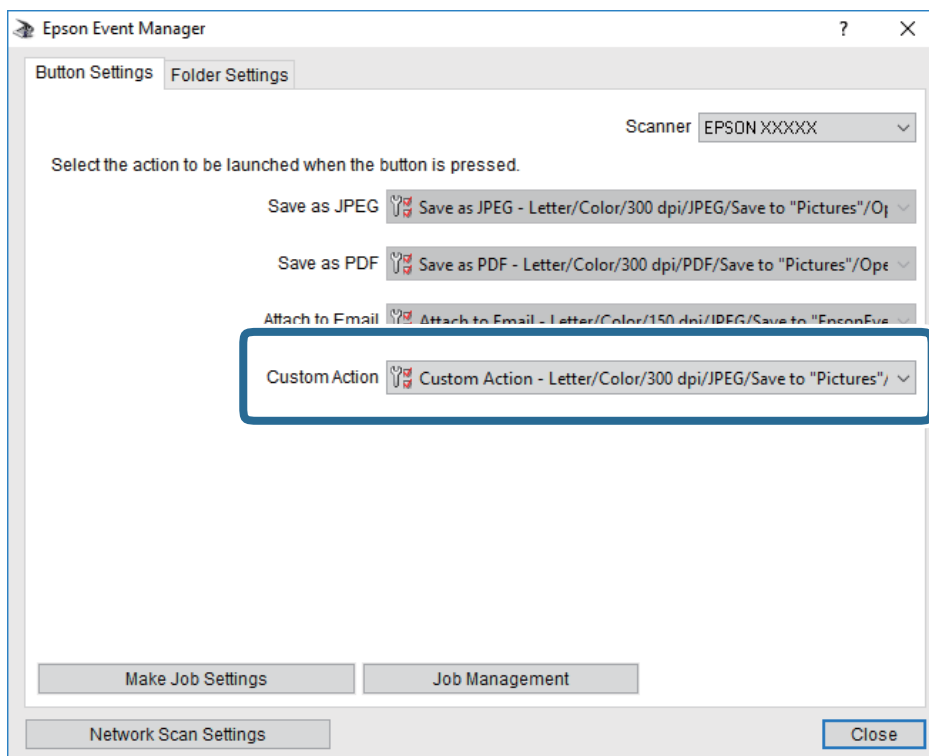 Epson Event Manager
?
Button Settings Folder Settings
Scanner EPSON XXXXX
Select the action to be launched when the button is pressed.
Save as JPEG Save as JPEG - Letter/Color/300 dpi/JPEG/Save to "Pictures"/Op
Save as PDF Save as PDF - Letter/Color/300 dpi/PDF/Save to "Pictures"/Ope
Attach to Email Attach to Email - Letter/Color/150 dpi/JPEG/Save to "EpsonEve
Custom Action Custom Action - Letter/Color/300 dpi/JPEG/Save to "Pictures"/
Make Job Settings Job Management
Network Scan Settings Close